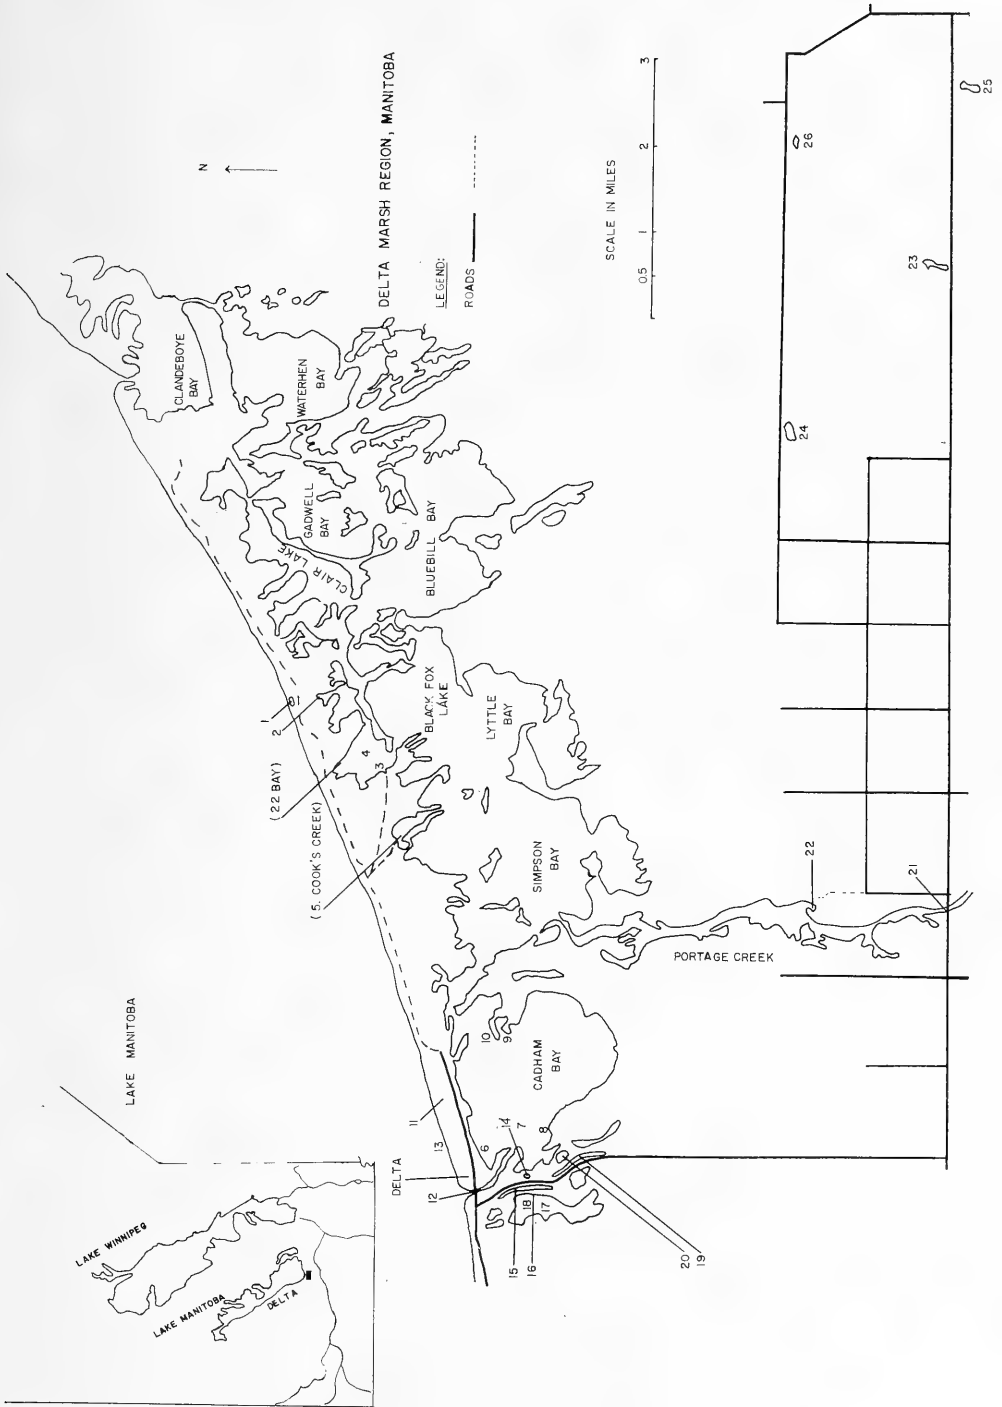 LAKE WINNIPEG
LAKE MANITOBA
DELTA
LAKE MANITOBA
N
DELTA MARSH REGION, MANITOBA
LEGEND:
ROADS
SCALE IN MILES
0.5 1 2 3
CLANDEBOYE
BAY
WATERHEN
BAY
GADWELL
BAY
CLAIR LAKE
BLUEBILL BAY
1
2
(22 BAY)
4
3
BLACK FOX
LAKE
LYTTLE
BAY
(5. COOK'S CREEK)
SIMPSON
BAY
10
9
CADHAM
BAY
11
13
DELTA
12
6
14
7
8
18
17
15
16
20
19
PORTAGE CREEK
22
21
24
23
26
25